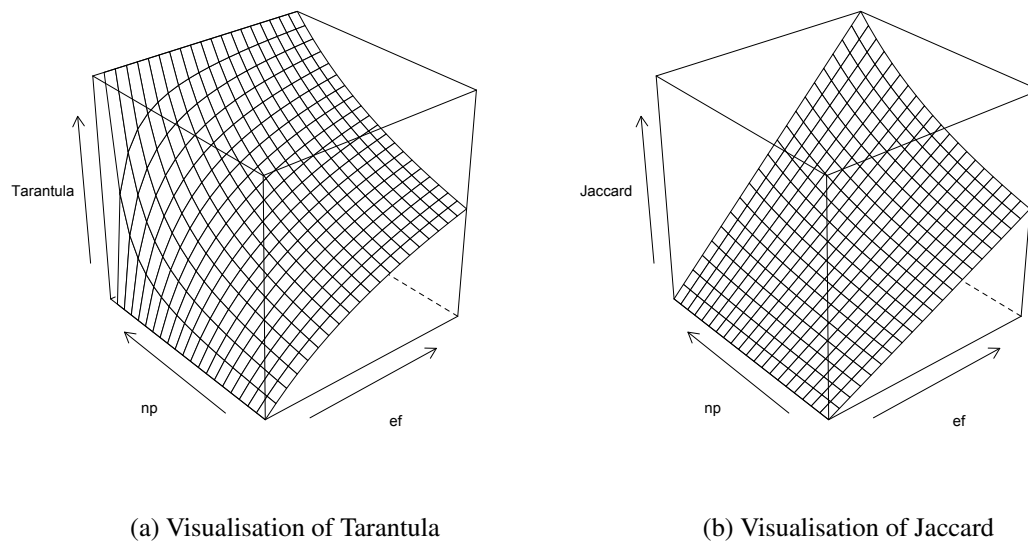 Tarantula
np
ef
(a) Visualisation of Tarantula
Jaccard
np
ef
(b) Visualisation of Jaccard